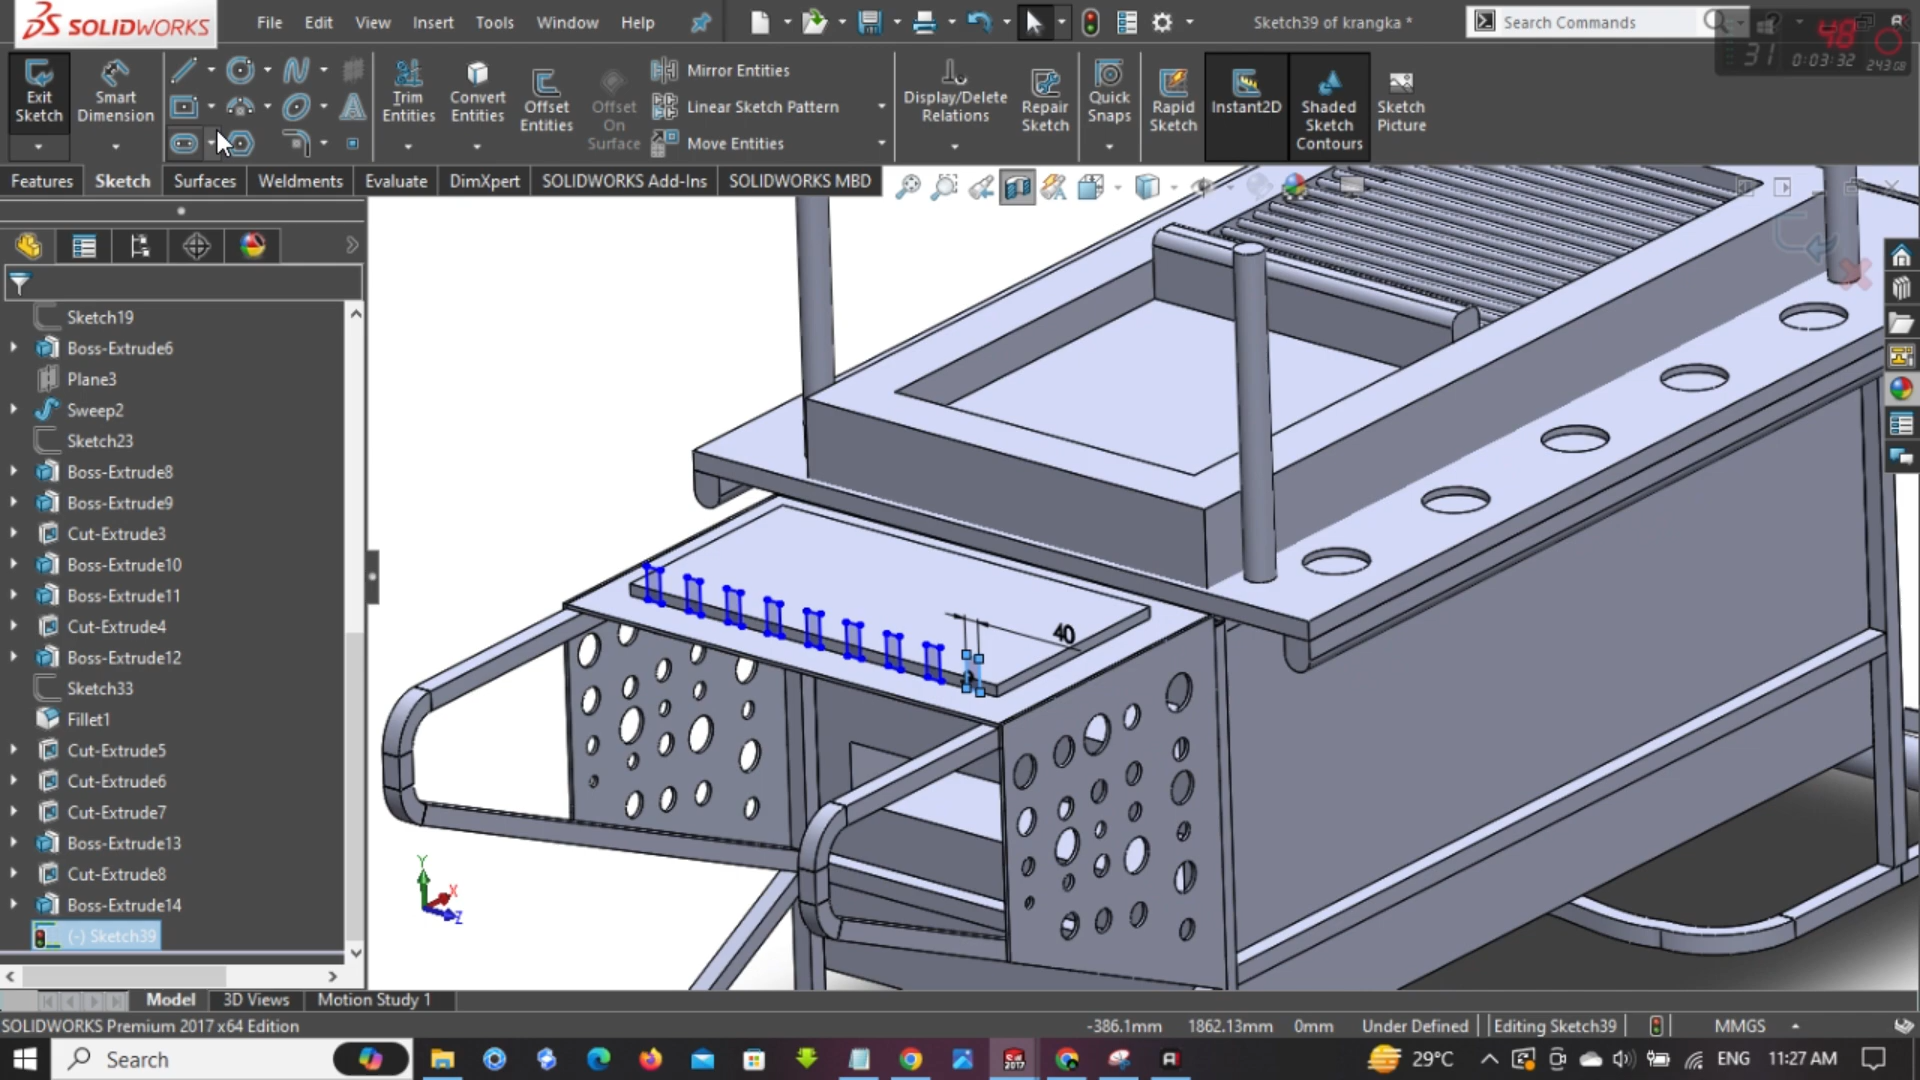 SOLIDWORKS File Edit View Insert Tools Window Help Sketch39 of krangka * Search Commands
48
31 0:03:32 243GB
Exit Sketch
Smart Dimension
Trim Entities
Convert Entities
Offset Entities
Offset On Surface
Mirror Entities
Linear Sketch Pattern
Move Entities
Display/Delete Relations
Repair Sketch
Quick Snaps
Rapid Sketch
Instant2D
Shaded Sketch Contours
Sketch Picture
Features Sketch Surfaces Weldments Evaluate DimXpert SOLIDWORKS Add-Ins SOLIDWORKS MBD
Sketch19
Boss-Extrude6
Plane3
Sweep2
Sketch23
Boss-Extrude8
Boss-Extrude9
Cut-Extrude3
Boss-Extrude10
Boss-Extrude11
Cut-Extrude4
Boss-Extrude12
Sketch33
Fillet1
Cut-Extrude5
Cut-Extrude6
Cut-Extrude7
Boss-Extrude13
Cut-Extrude8
Boss-Extrude14
(-) Sketch39
40
Y
X
Z
Model 3D Views Motion Study 1
SOLIDWORKS Premium 2017 x64 Edition -386.1mm 1862.13mm 0mm Under Defined Editing Sketch39 MMGS
Search 29°C ENG 11:27 AM